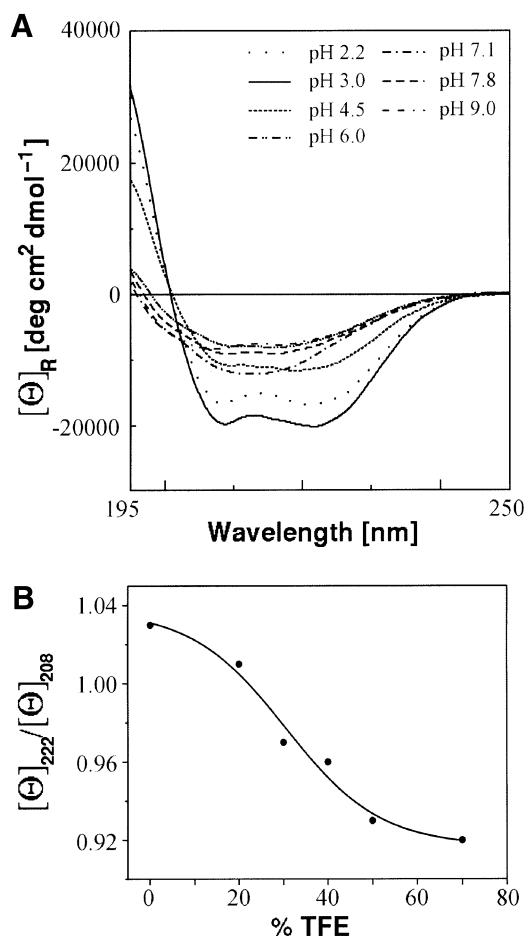 A
40000
20000
0
-20000
[Θ]R [deg cm² dmol⁻¹]
pH 2.2
pH 3.0
pH 4.5
pH 6.0
pH 7.1
pH 7.8
pH 9.0
195
250
Wavelength [nm]
B
1.04
1.00
0.96
0.92
[Θ]222/[Θ]208
0
20
40
60
80
% TFE